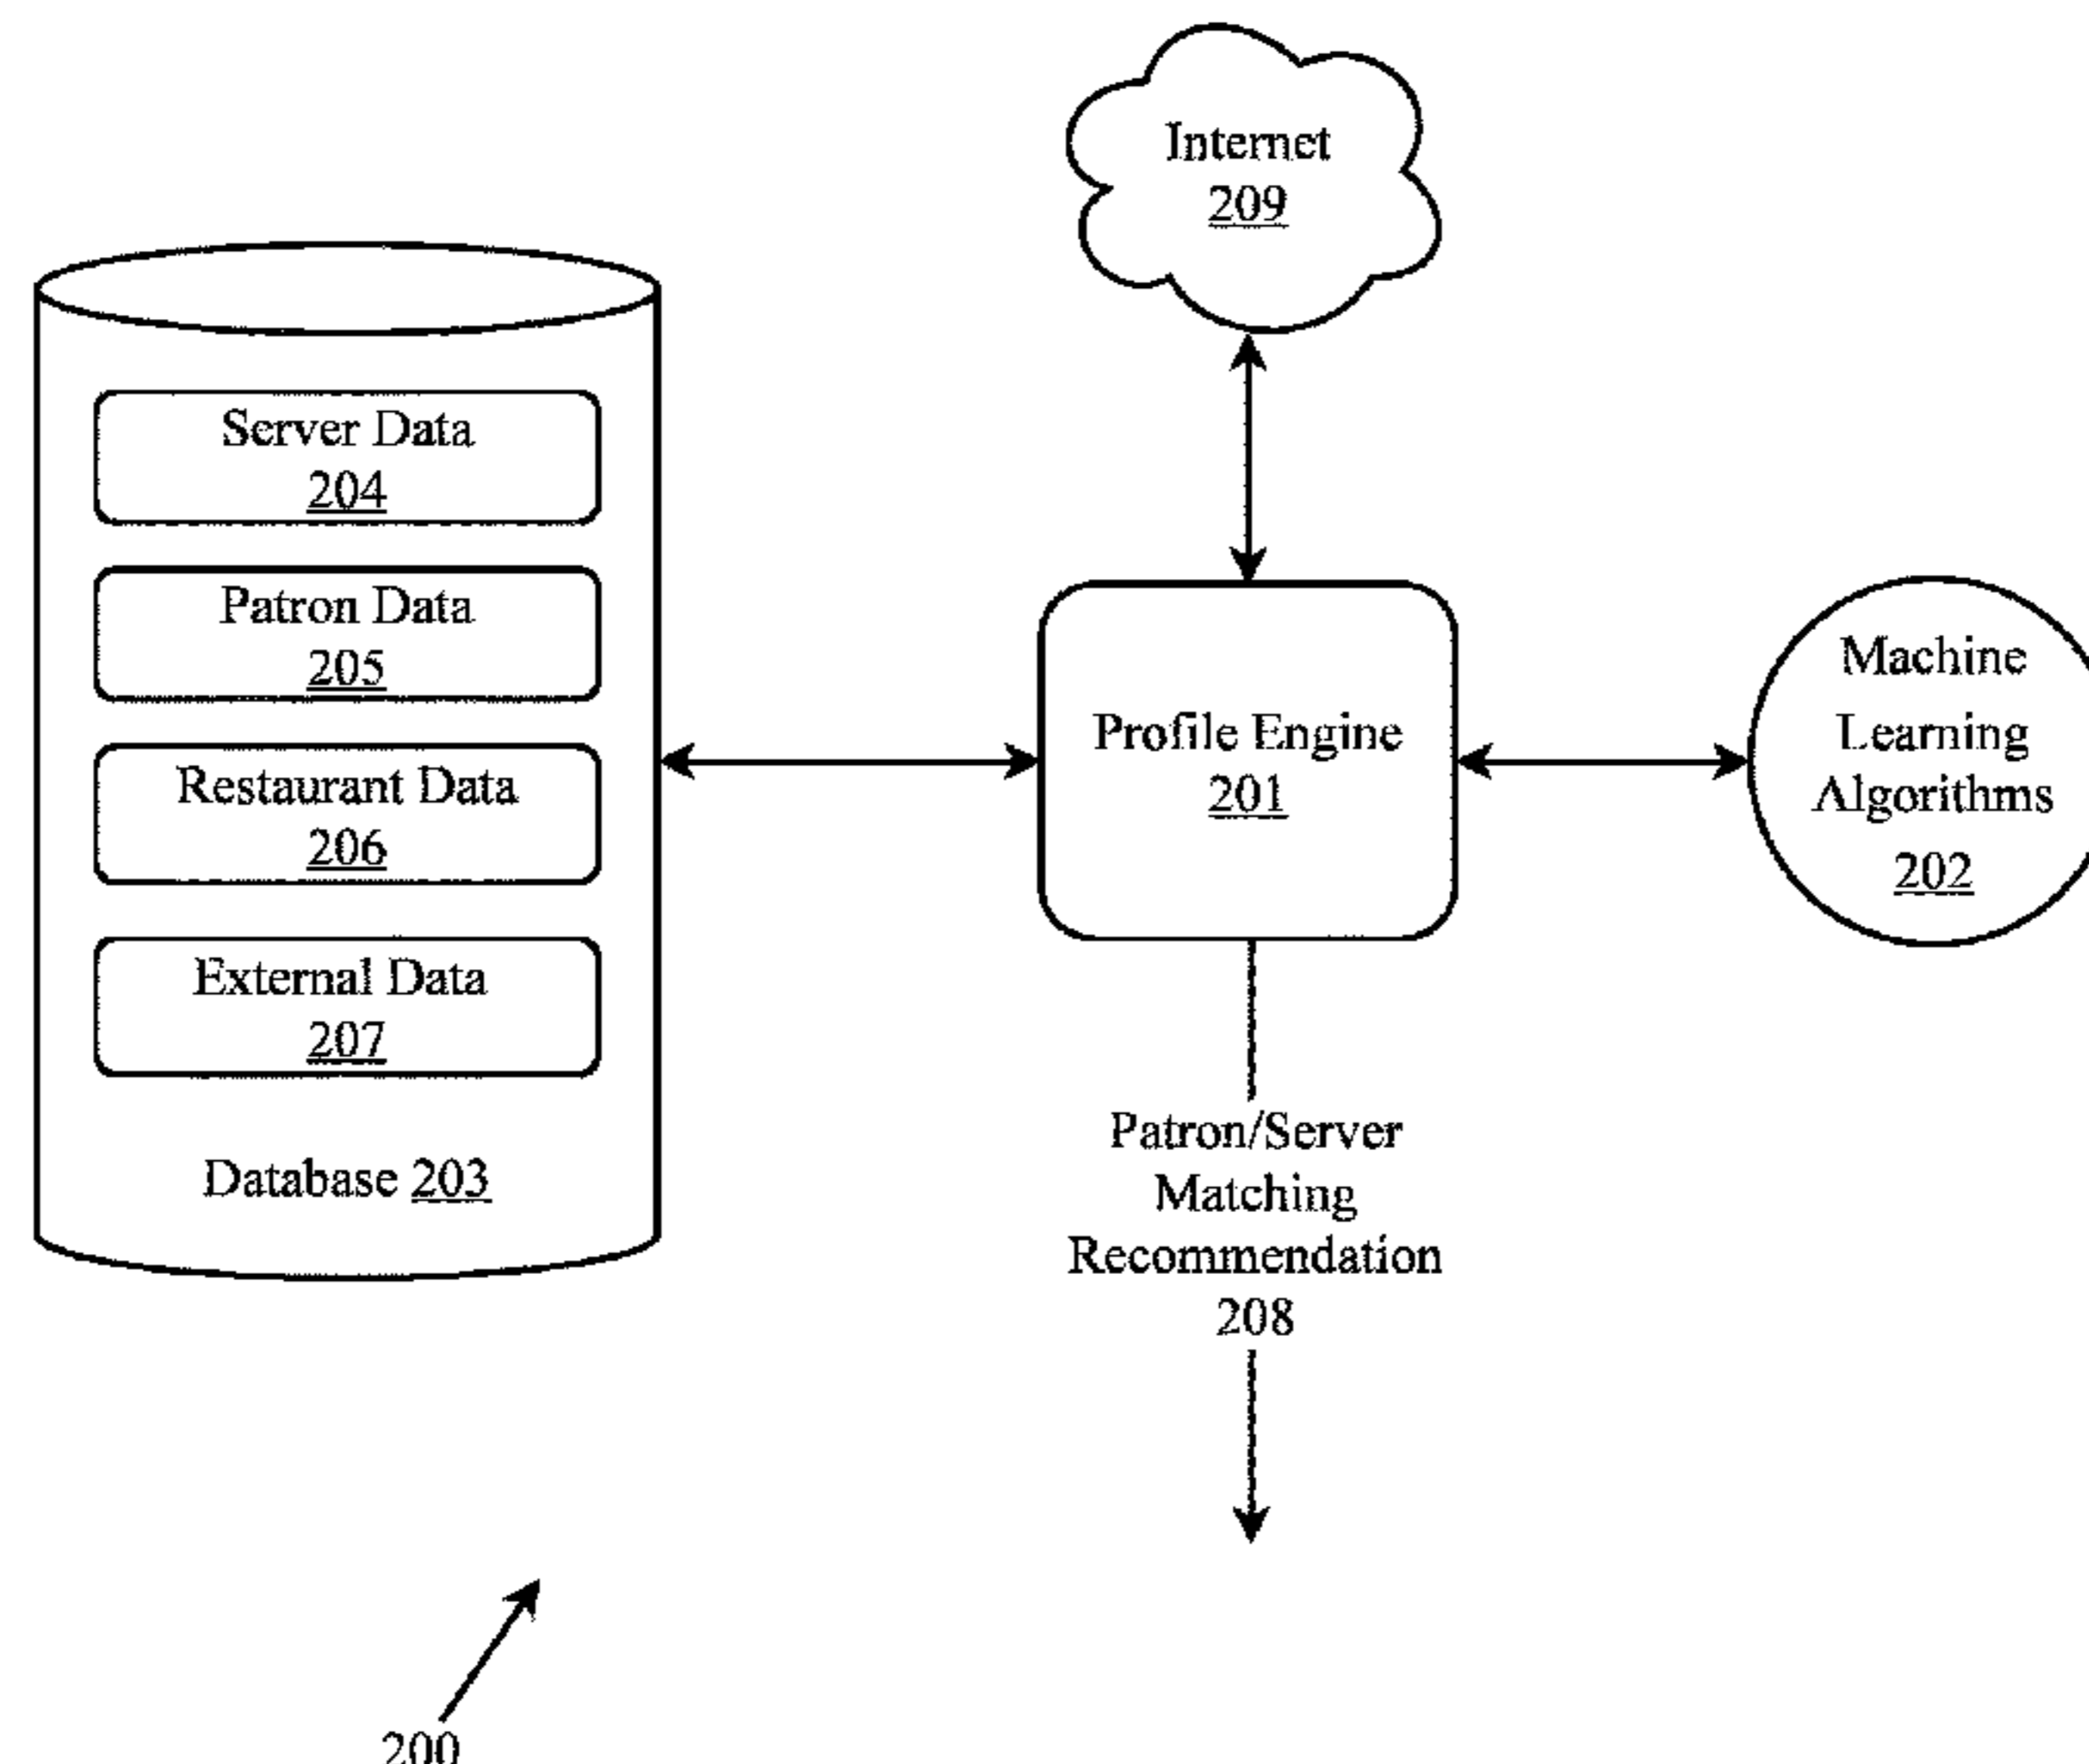 Internet
209
Server Data
204
Patron Data
205
Restaurant Data
206
External Data
207
Database 203
Profile Engine
201
Machine
Learning
Algorithms
202
Patron/Server
Matching
Recommendation
208
200